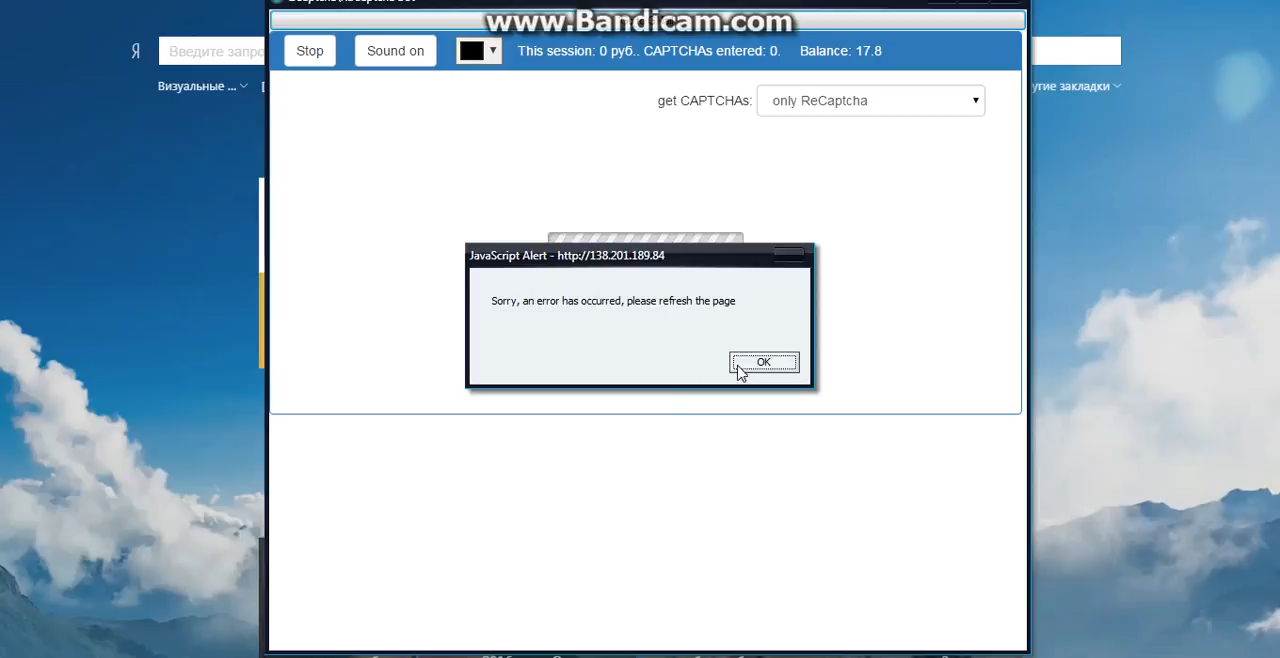 www.Bandicam.com
Я
Введите запро
Stop
Sound on
This session: 0 руб.. CAPTCHAs entered: 0.
Balance: 17.8
Визуальные ...
угие закладки
get CAPTCHAs:
only ReCaptcha
JavaScript Alert - http://138.201.189.84
Sorry, an error has occurred, please refresh the page
OK